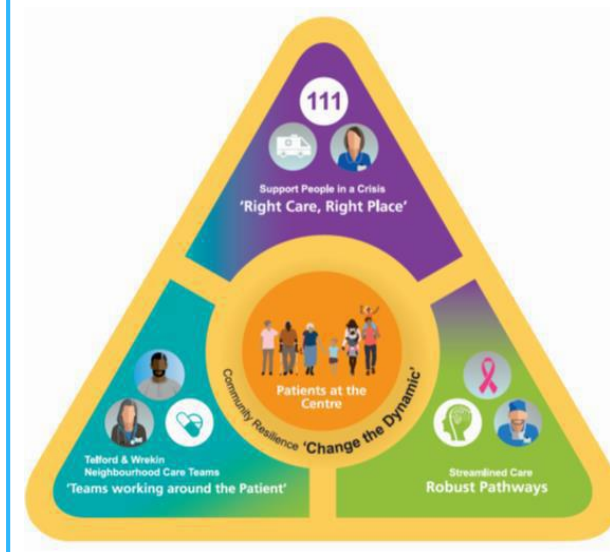 111
Support People in a Crisis
'Right Care, Right Place'
Patients at the
Centre
Community Resilience 'Change the Dynamic'
Telford & Wrekin
Neighbourhood Care Teams
'Teams working around the Patient'
Streamlined Care
Robust Pathways